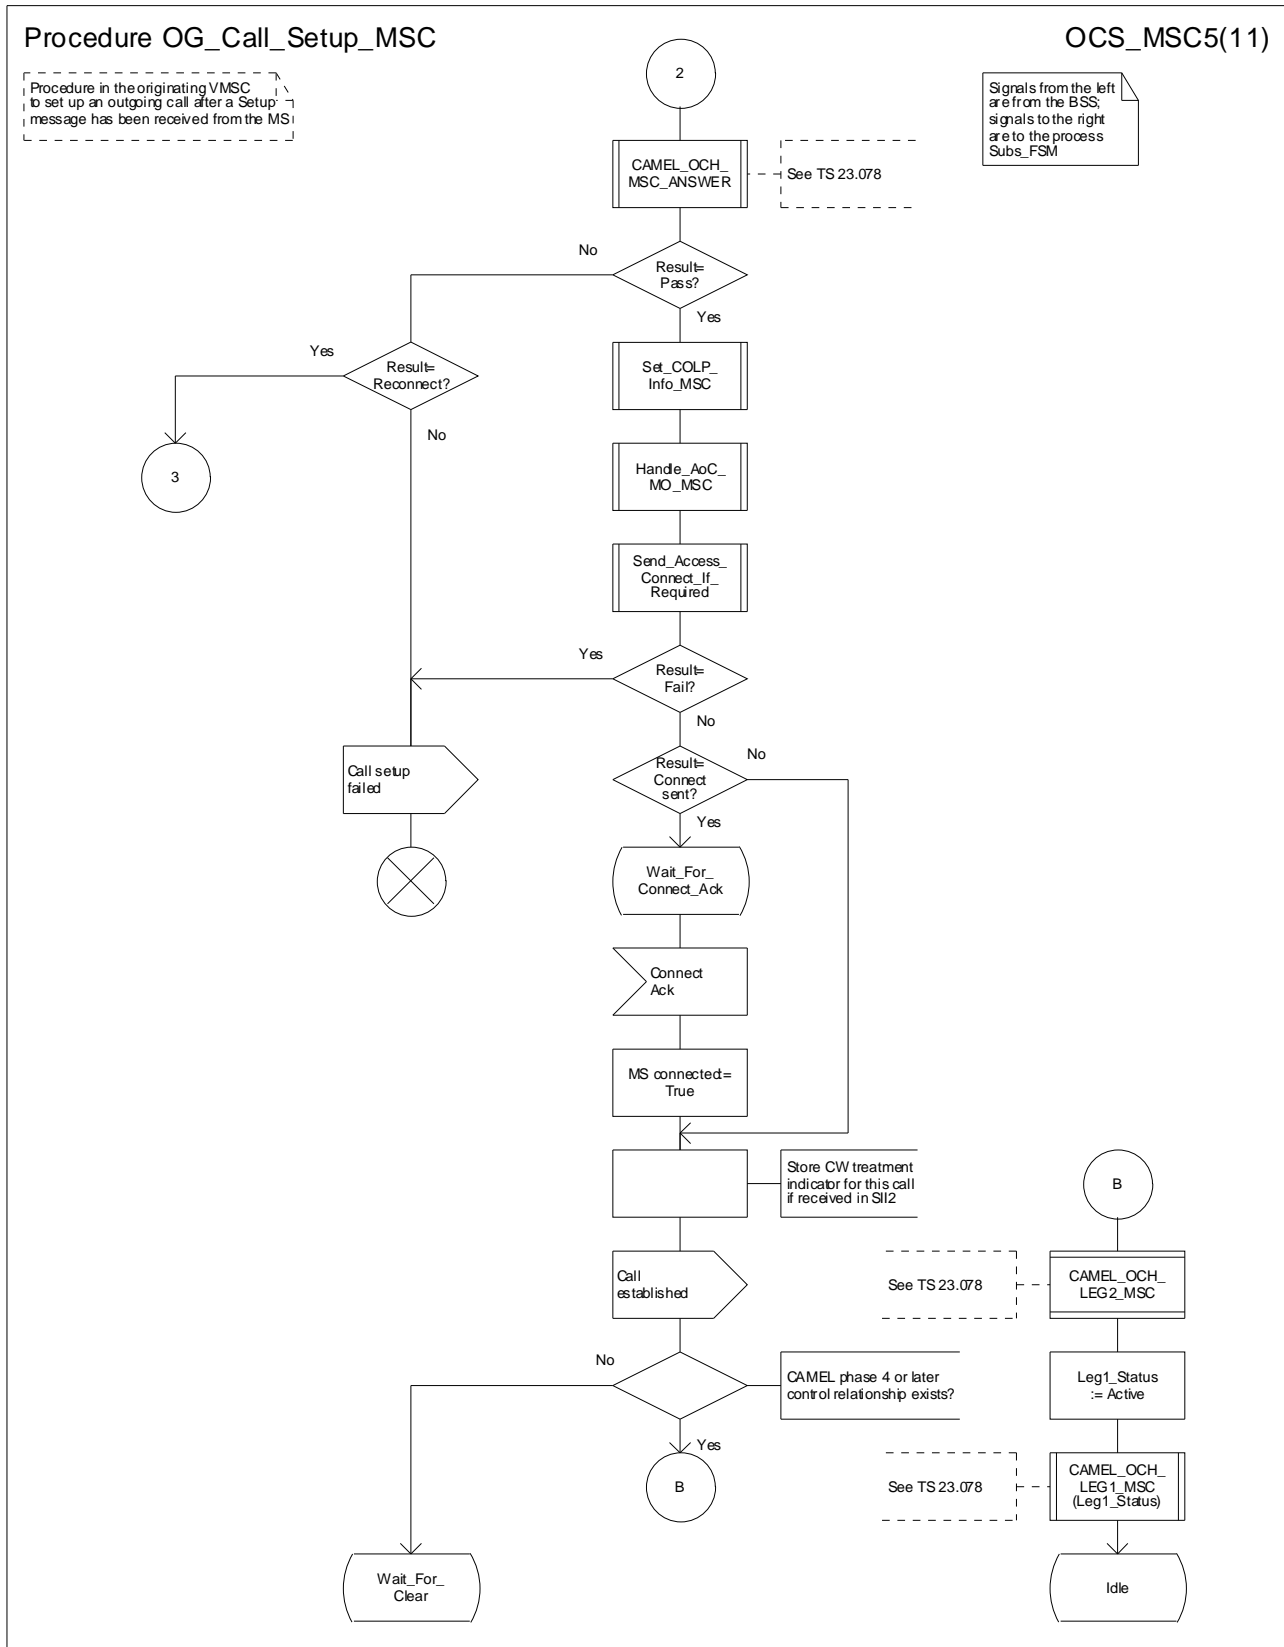 Procedure OG_Call_Setup_MSC
OCS_MSC5(11)
Procedure in the originating VMSC
to set up an outgoing call after a Setup
message has been received from the MS
2
Signals from the left
are from the BSS;
signals to the right
are to the process
Subs_FSM
CAMEL_OCH_
MSC_ANSWER
See TS 23.078
No
Result=
Pass?
Yes
Yes
Result=
Reconnect?
No
Set_COLP_
Info_MSC
3
Handle_AoC_
MO_MSC
Send_Access_
Connect_If_
Required
Yes
Result=
Fail?
No
Call setup
failed
Result=
Connect
sent?
No
Yes
Wait_For_
Connect_Ack
Connect
Ack
MS connected:=
True
Store CW treatment
indicator for this call
if received in SII2
B
Call
established
See TS 23.078
CAMEL_OCH_
LEG2_MSC
No
CAMEL phase 4 or later
control relationship exists?
Leg1_Status
:= Active
Yes
B
See TS 23.078
CAMEL_OCH_
LEG1_MSC
(Leg1_Status)
Wait_For_
Clear
Idle